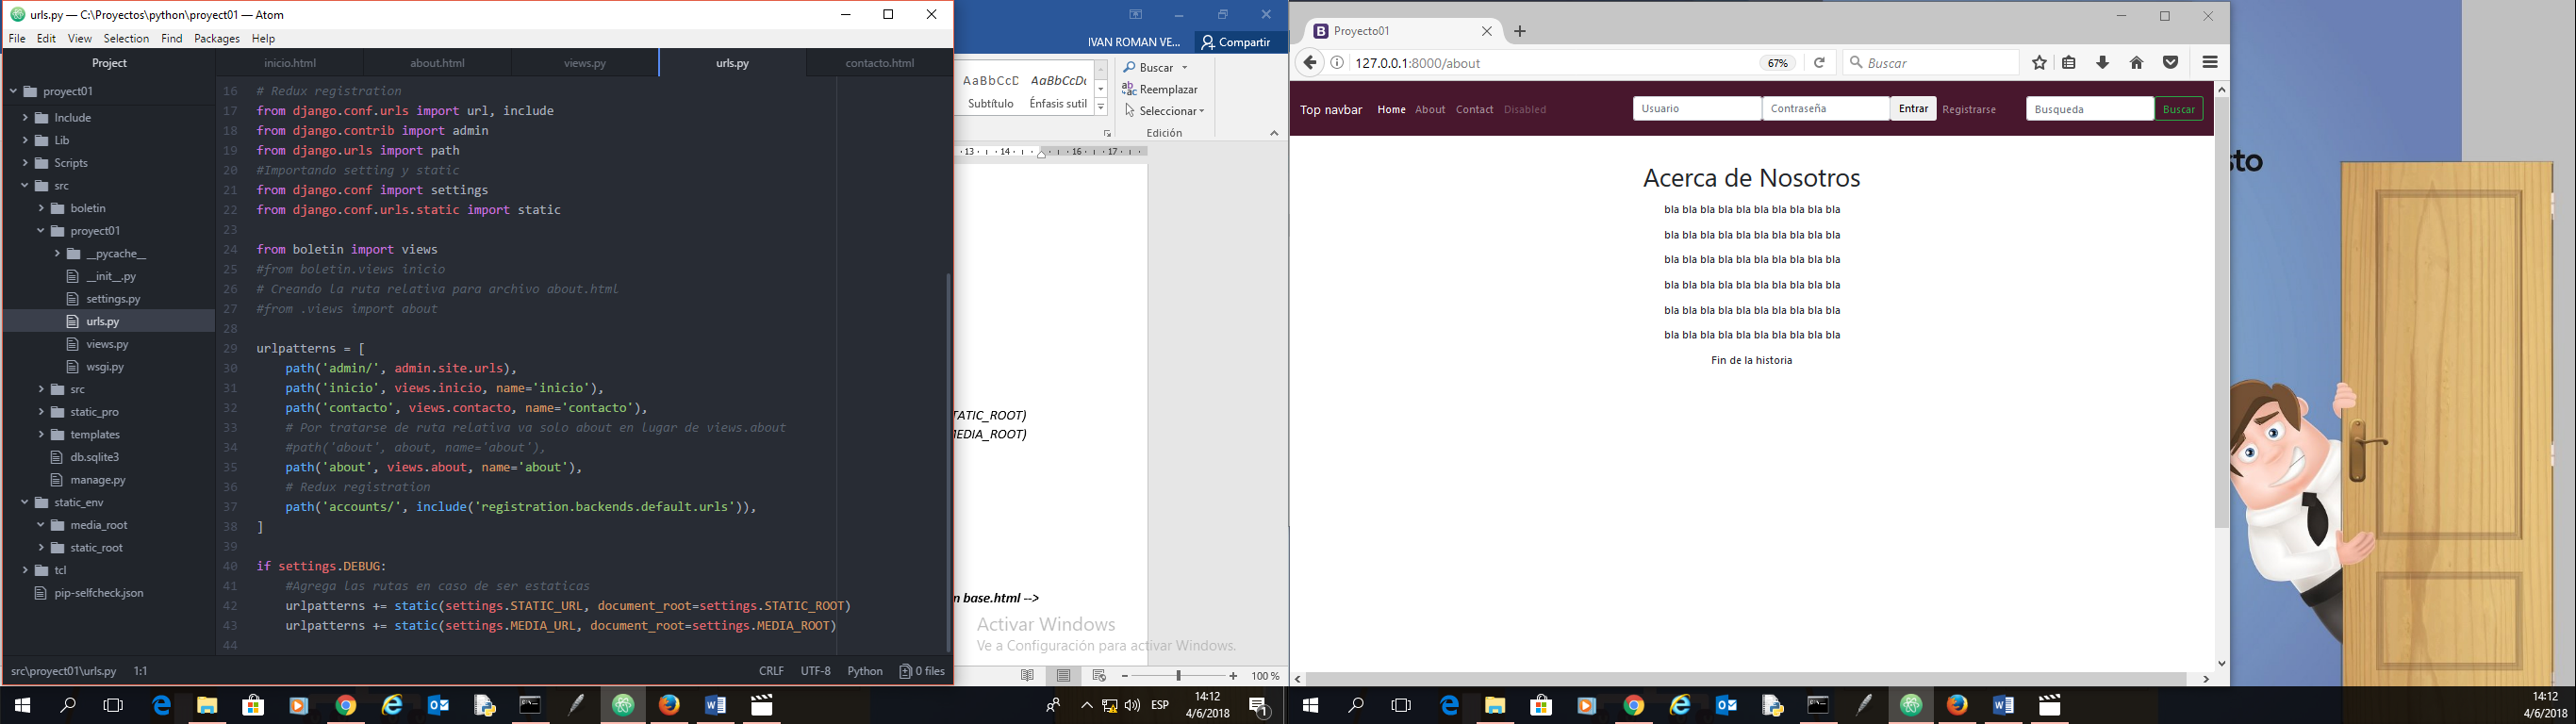 urls.py — C:\Proyectos\python\proyect01 — Atom
File Edit View Selection Find Packages Help
Project
inicio.html about.html views.py urls.py contacto.html
proyect01
Include
Lib
Scripts
src
boletin
proyect01
__pycache__
__init__.py
settings.py
urls.py
views.py
wsgi.py
src
static_pro
templates
db.sqlite3
manage.py
static_env
media_root
static_root
tcl
pip-selfcheck.json
16 # Redux registration
17 from django.conf.urls import url, include
18 from django.contrib import admin
19 from django.urls import path
20 #Importando setting y static
21 from django.conf import settings
22 from django.conf.urls.static import static
23
24 from boletin import views
25 #from boletin.views inicio
26 # Creando la ruta relativa para archivo about.html
27 #from .views import about
28
29 urlpatterns = [
30 path('admin/', admin.site.urls),
31 path('inicio', views.inicio, name='inicio'),
32 path('contacto', views.contacto, name='contacto'),
33 # Por tratarse de ruta relativa va solo about en lugar de views.about
34 #path('about', about, name='about'),
35 path('about', views.about, name='about'),
36 # Redux registration
37 path('accounts/', include('registration.backends.default.urls')),
38 ]
39
40 if settings.DEBUG:
41 #Agrega las rutas en caso de ser estaticas
42 urlpatterns += static(settings.STATIC_URL, document_root=settings.STATIC_ROOT)
43 urlpatterns += static(settings.MEDIA_URL, document_root=settings.MEDIA_ROOT)
44
src\proyect01\urls.py 1:1 CRLF UTF-8 Python 0 files
IVAN ROMAN VE... Compartir
AaBbCcD AaBbCcDc
Subtítulo Énfasis sutil
Buscar
Reemplazar
Seleccionar
Edición
13 14 16 17
TATIC_ROOT)
MEDIA_ROOT)
n base.html -->
Activar Windows
Ve a Configuración para activar Windows.
100 %
ESP
14:12
4/6/2018
1
Proyecto01
127.0.0.1:8000/about 67% Buscar
Top navbar Home About Contact Disabled Usuario Contraseña Entrar Registrarse Busqueda Buscar
Acerca de Nosotros
bla bla bla bla bla bla bla bla bla bla
bla bla bla bla bla bla bla bla bla bla
bla bla bla bla bla bla bla bla bla bla
bla bla bla bla bla bla bla bla bla bla
bla bla bla bla bla bla bla bla bla bla
bla bla bla bla bla bla bla bla bla bla
Fin de la historia
sto
14:12
4/6/2018